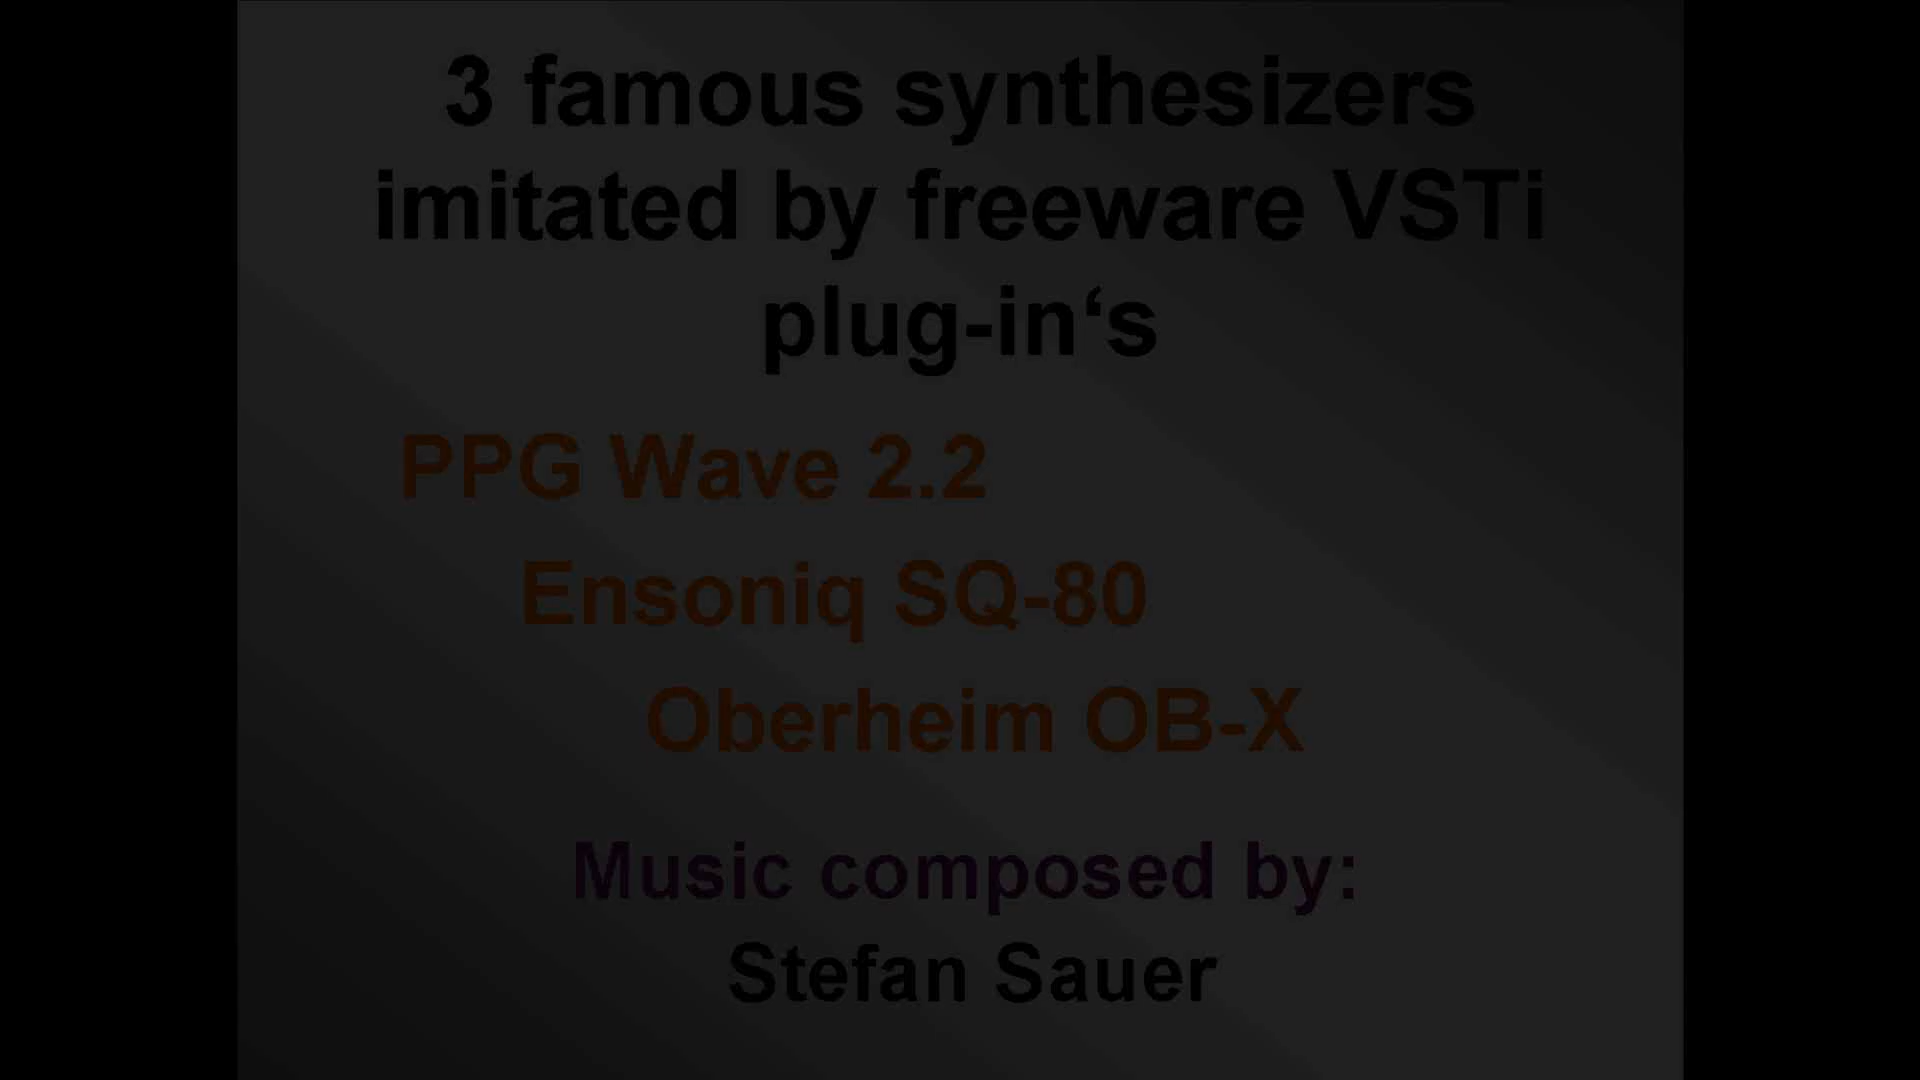 3 famous synthesizers
imitated by freeware VSTi
plug-in‘s
PPG Wave 2.2
Ensoniq SQ-80
Oberheim OB-X
Music composed by:
Stefan Sauer